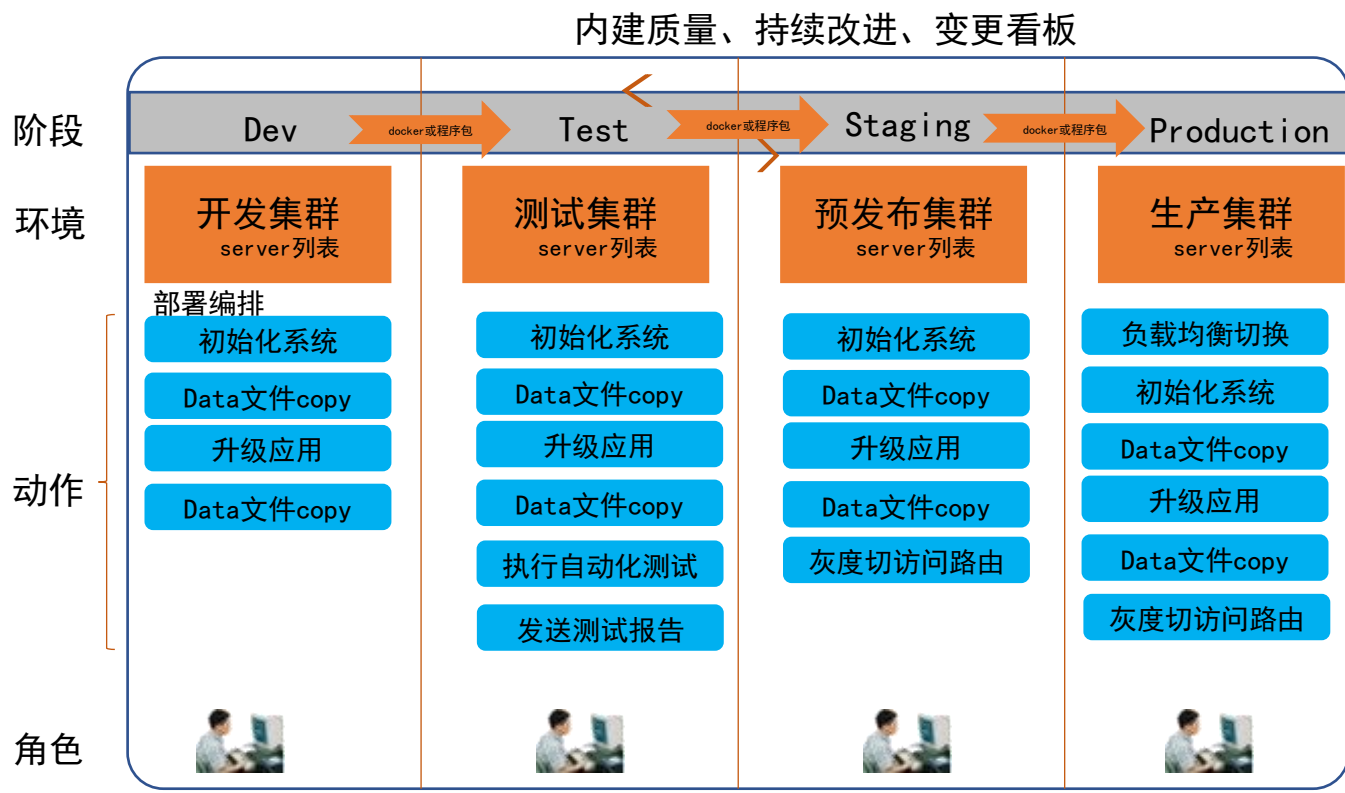 内建质量、持续改进、变更看板
阶段
Dev
docker或程序包
Test
docker或程序包
Staging
docker或程序包
Production
环境
开发集群
server列表
测试集群
server列表
预发布集群
server列表
生产集群
server列表
动作
部署编排
初始化系统
Data文件copy
升级应用
Data文件copy
初始化系统
Data文件copy
升级应用
Data文件copy
执行自动化测试
发送测试报告
初始化系统
Data文件copy
升级应用
Data文件copy
灰度切访问路由
负载均衡切换
初始化系统
Data文件copy
升级应用
Data文件copy
灰度切访问路由
角色